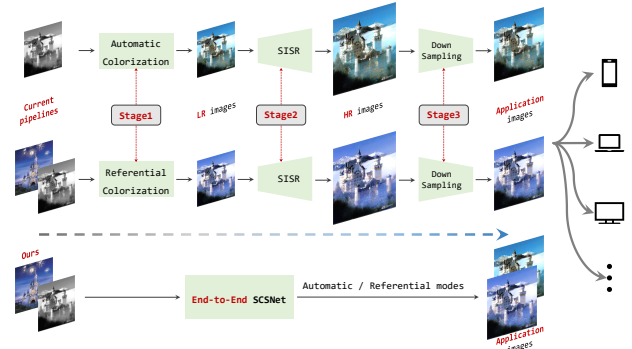 Automatic
Colorization
SISR
Down
Sampling
Current
pipelines
Stage1
LR images
Stage2
HR images
Stage3
Application
images
Referential
Colorization
SISR
Down
Sampling
Ours
End-to-End SCSNet
Automatic / Referential modes
Application
images